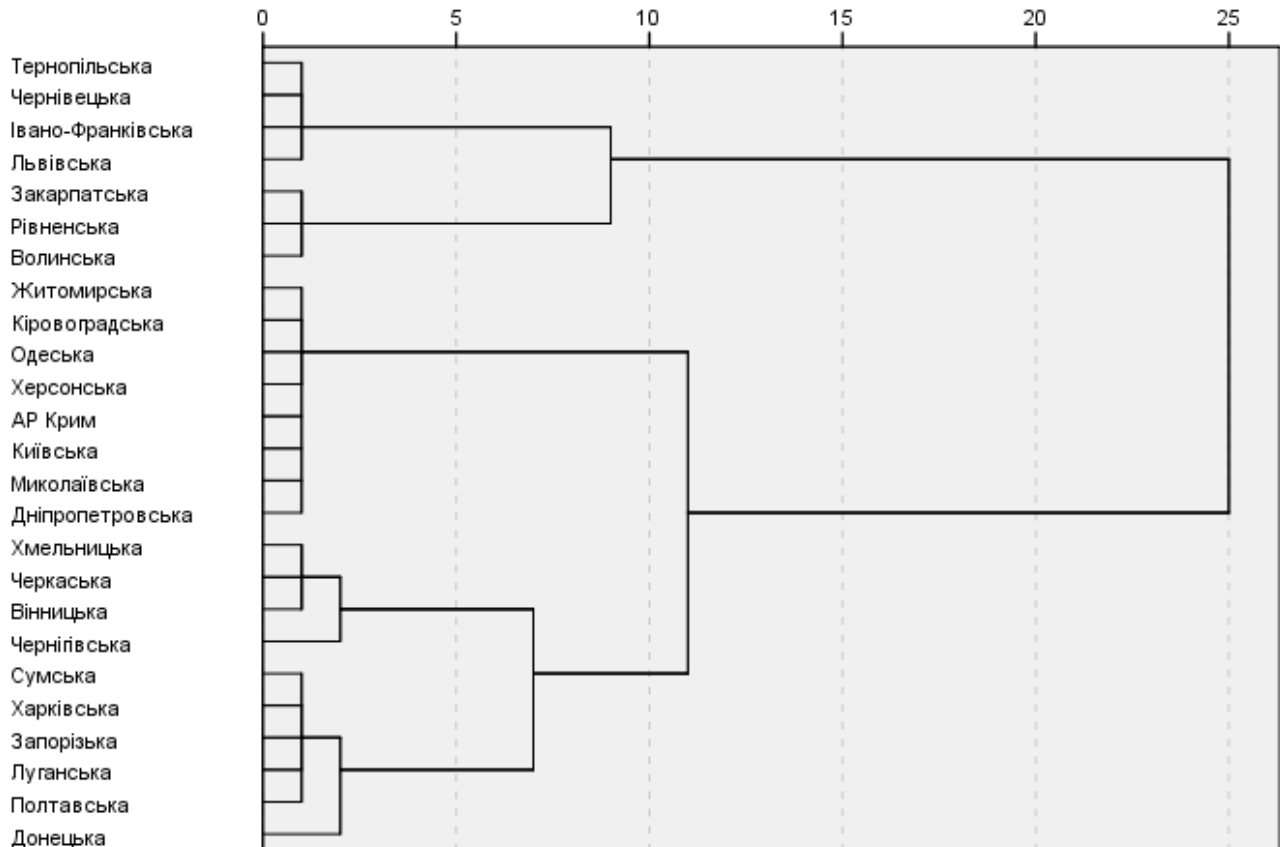 0 5 10 15 20 25
Тернопільська
Чернівецька
Івано-Франківська
Львівська
Закарпатська
Рівненська
Волинська
Житомирська
Кіровоградська
Одеська
Херсонська
АР Крим
Київська
Миколаївська
Дніпропетровська
Хмельницька
Черкаська
Вінницька
Чернігівська
Сумська
Харківська
Запорізька
Луганська
Полтавська
Донецька